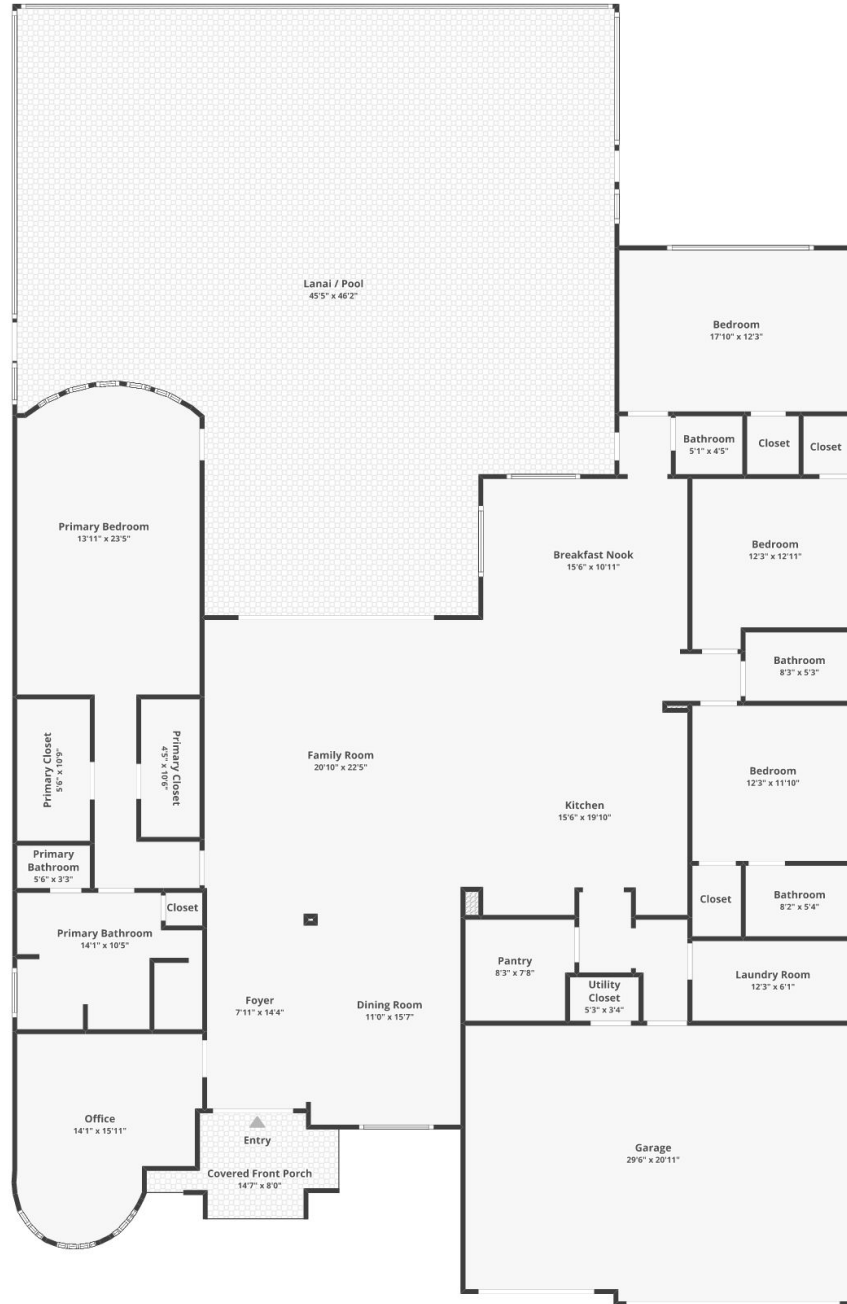 Lanai / Pool
45'5" x 46'2"
Bedroom
17'10" x 12'3"
Bathroom
5'1" x 4'5"
Closet
Closet
Primary Bedroom
13'11" x 23'5"
Breakfast Nook
15'6" x 10'11"
Bedroom
12'3" x 12'11"
Bathroom
8'3" x 5'3"
Primary Closet
5'6" x 10'9"
Primary Closet
4'5" x 10'6"
Family Room
20'10" x 22'5"
Bedroom
12'3" x 11'10"
Kitchen
15'6" x 19'10"
Primary
Bathroom
5'6" x 3'3"
Closet
Closet
Bathroom
8'2" x 5'4"
Primary Bathroom
14'1" x 10'5"
Pantry
8'3" x 7'8"
Laundry Room
12'3" x 6'1"
Utility
Closet
5'3" x 3'4"
Foyer
7'11" x 14'4"
Dining Room
11'0" x 15'7"
Office
14'1" x 15'11"
Entry
Covered Front Porch
14'7" x 8'0"
Garage
29'6" x 20'11"